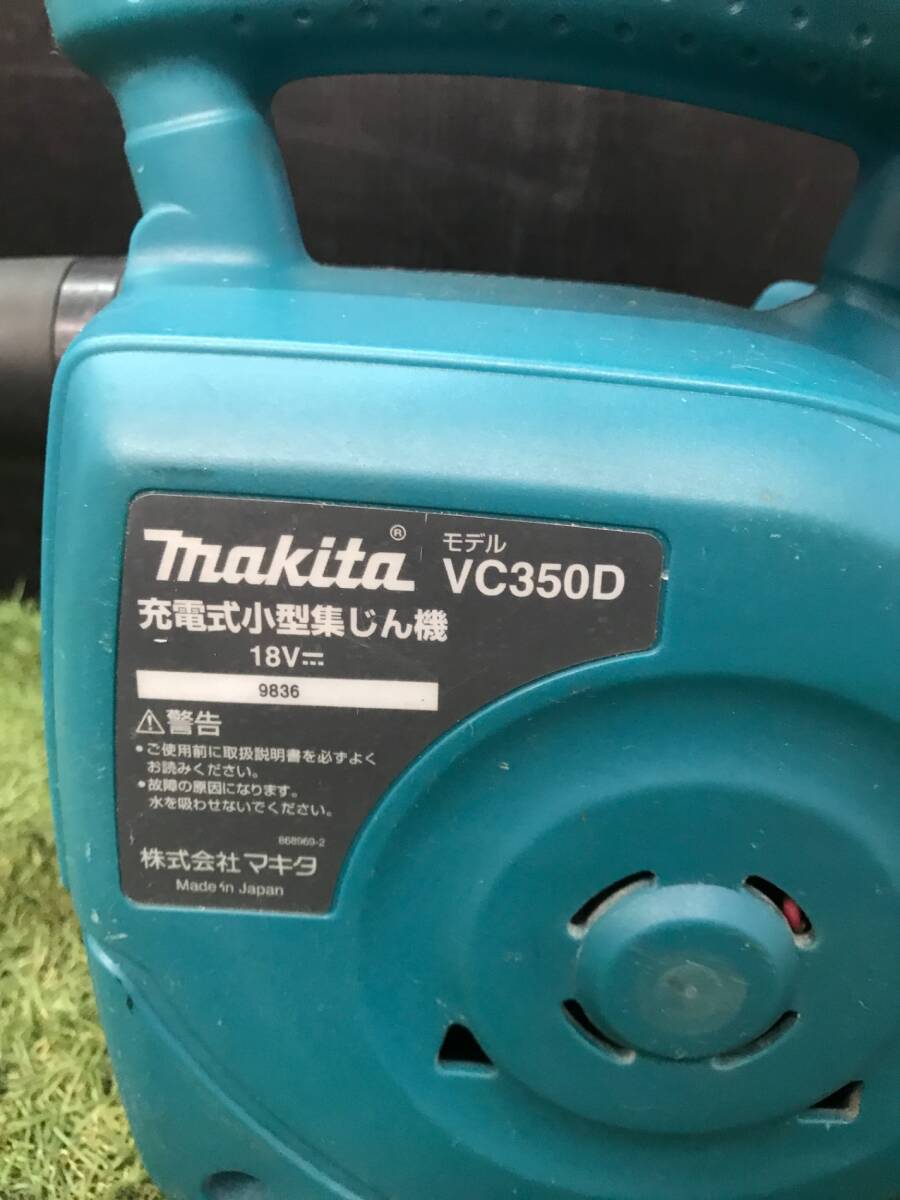 makita®
モデル
VC350D
充電式小型集じん機
18V⎓
9836
⚠警告
•ご使用前に取扱説明書を必ずよく
お読みください。
•故障の原因になります。
水を吸わせないでください。
868969-2
株式会社マキタ
Made in Japan